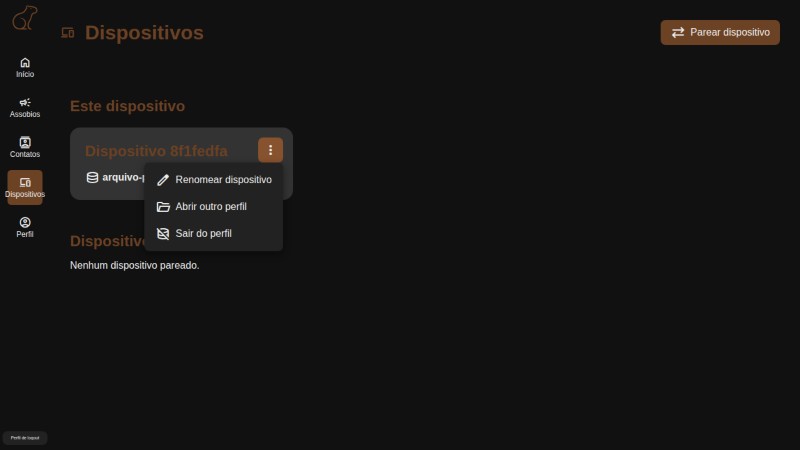 Dispositivos
Parear dispositivo
Início
Assobios
Contatos
Dispositivos
Perfil
Este dispositivo
Dispositivo 8f1fedfa
Renomear dispositivo
Abrir outro perfil
Sair do perfil
Nenhum dispositivo pareado.